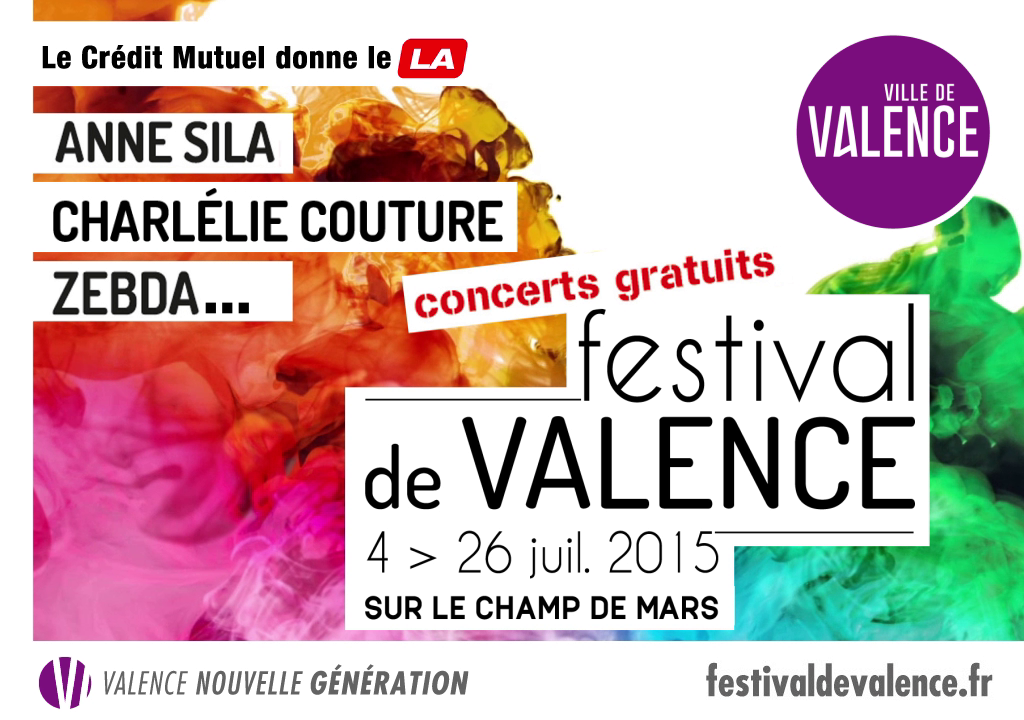 Le Crédit Mutuel donne le LA
VILLE DE
VALENCE
ANNE SILA
CHARLÉLIE COUTURE
ZEBDA...
concerts gratuits
festival
de VALENCE
4 > 26 juil. 2015
SUR LE CHAMP DE MARS
VALENCE NOUVELLE GÉNÉRATION
festivaldevalence.fr